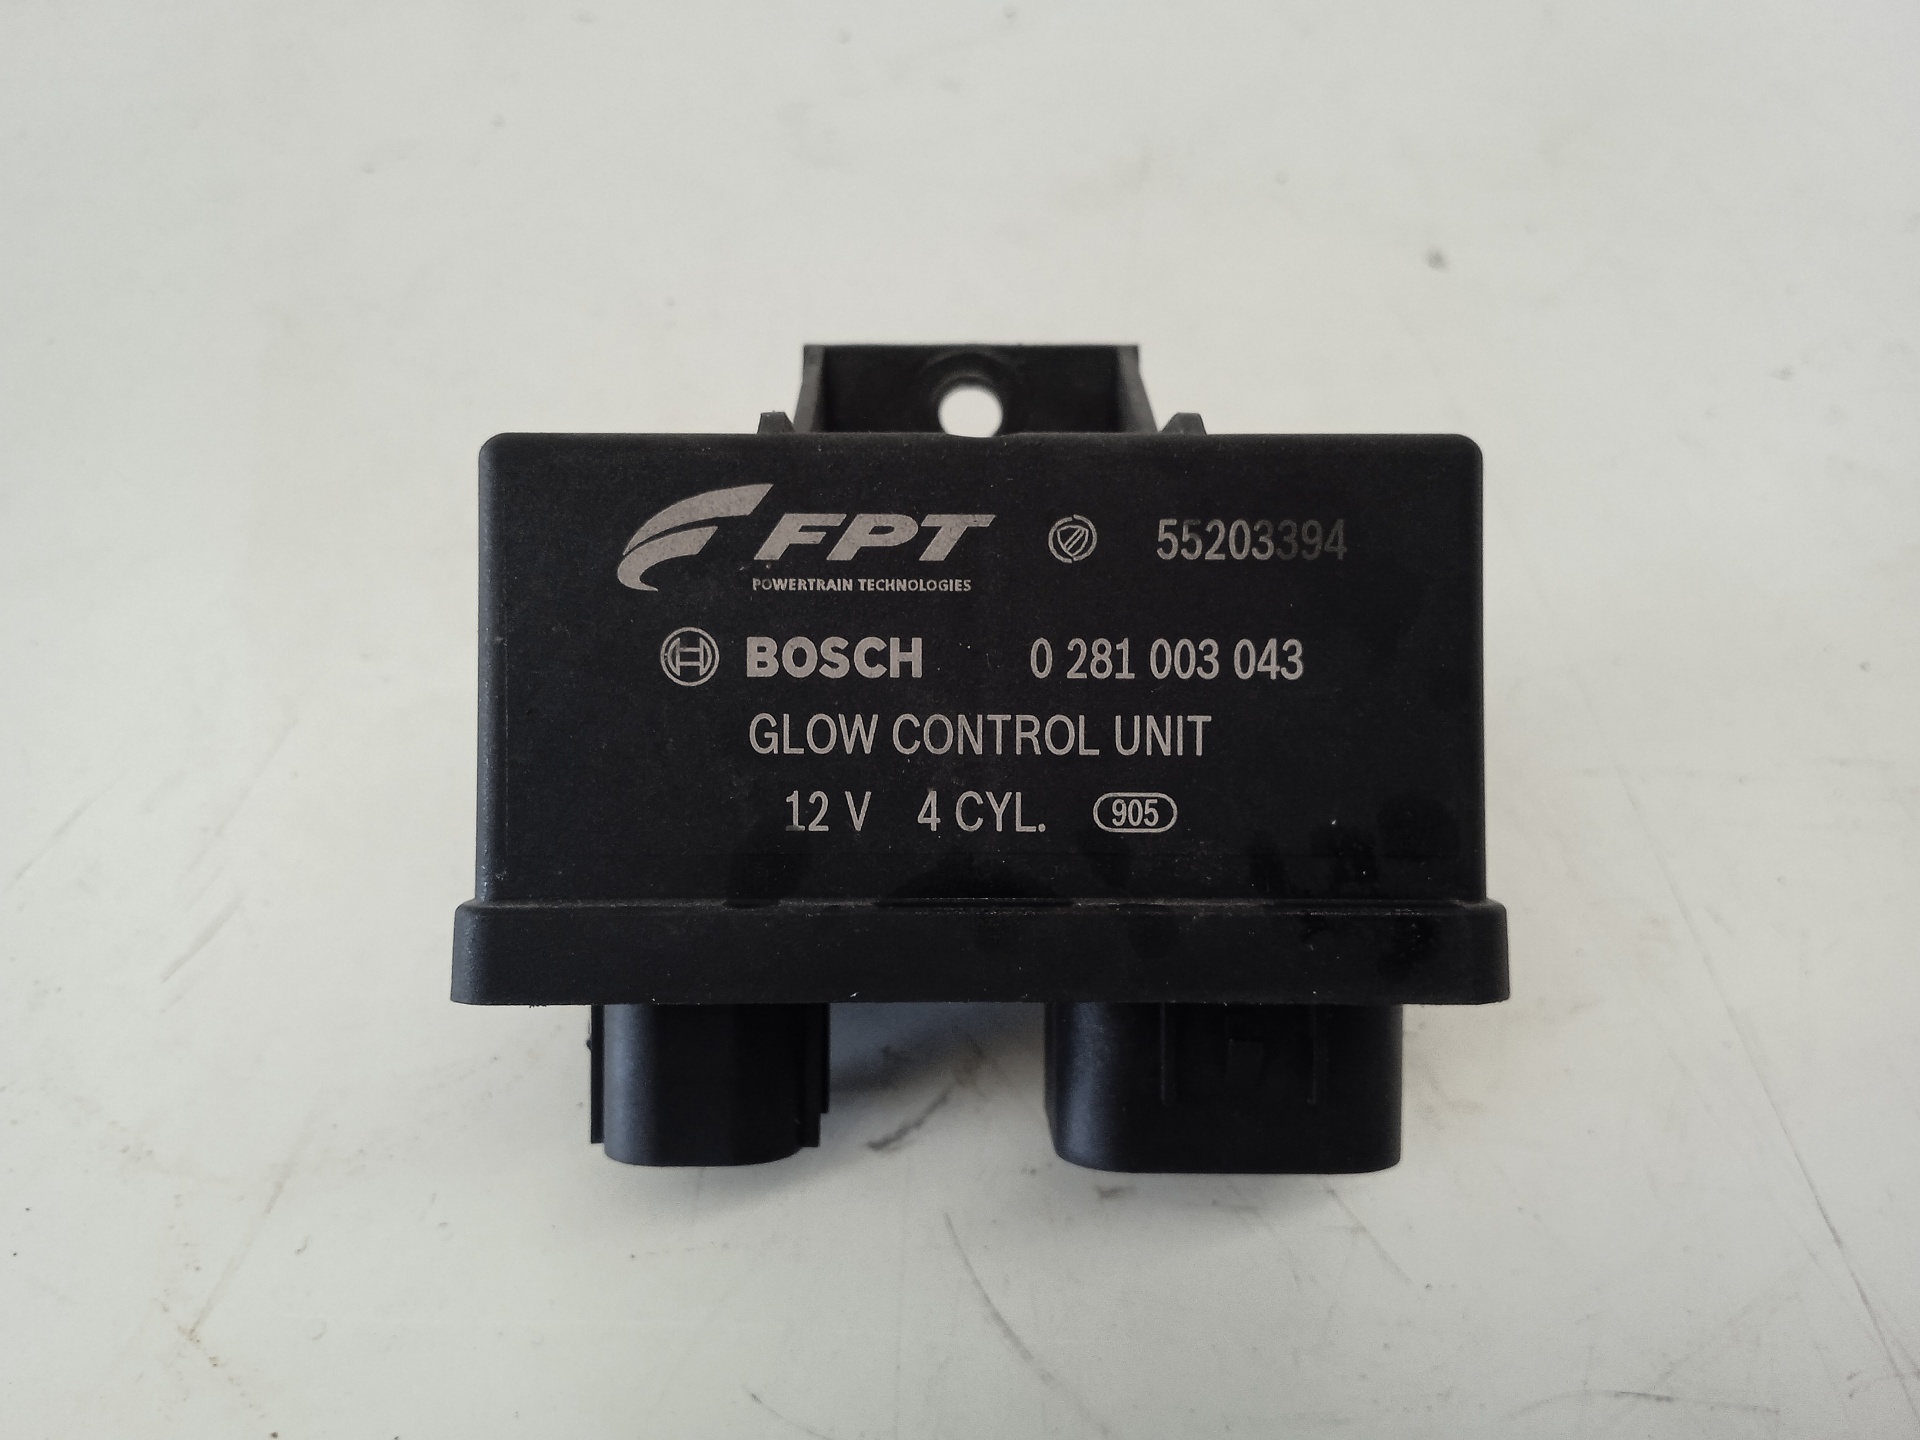 FPT 55203394
POWERTRAIN TECHNOLOGIES
BOSCH 0 281 003 043
GLOW CONTROL UNIT
12 V 4 CYL. 905